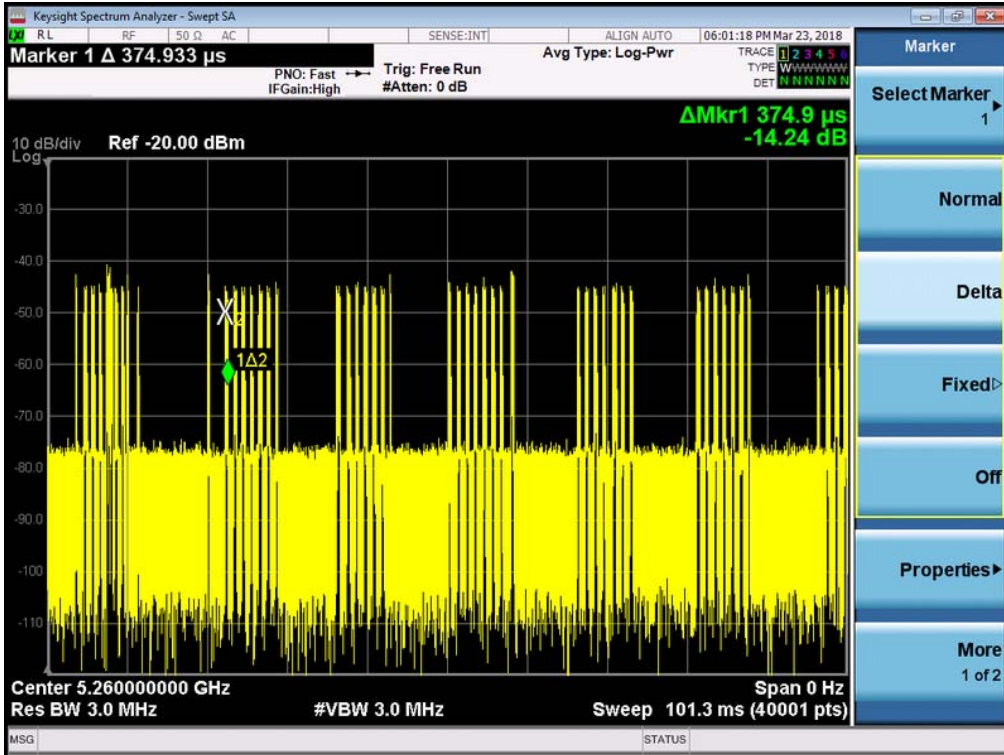 Keysight Spectrum Analyzer - Swept SA
LXI RL RF 50 Ω AC SENSE:INT ALIGN AUTO 06:01:18 PM Mar 23, 2018
Marker 1 Δ 374.933 µs
PNO: Fast
IFGain:High
Trig: Free Run
#Atten: 0 dB
Avg Type: Log-Pwr
TRACE 1 2 3 4 5 6
TYPE WWWWWW
DET N N N N N N
ΔMkr1 374.9 µs
-14.24 dB
10 dB/div Ref -20.00 dBm
Log
-30.0
-40.0
-50.0
-60.0
-70.0
-80.0
-90.0
-100
-110
X2
1Δ2
Center 5.260000000 GHz Span 0 Hz
Res BW 3.0 MHz #VBW 3.0 MHz Sweep 101.3 ms (40001 pts)
MSG STATUS
Marker
Select Marker
1
Normal
Delta
Fixed
Off
Properties
More
1 of 2